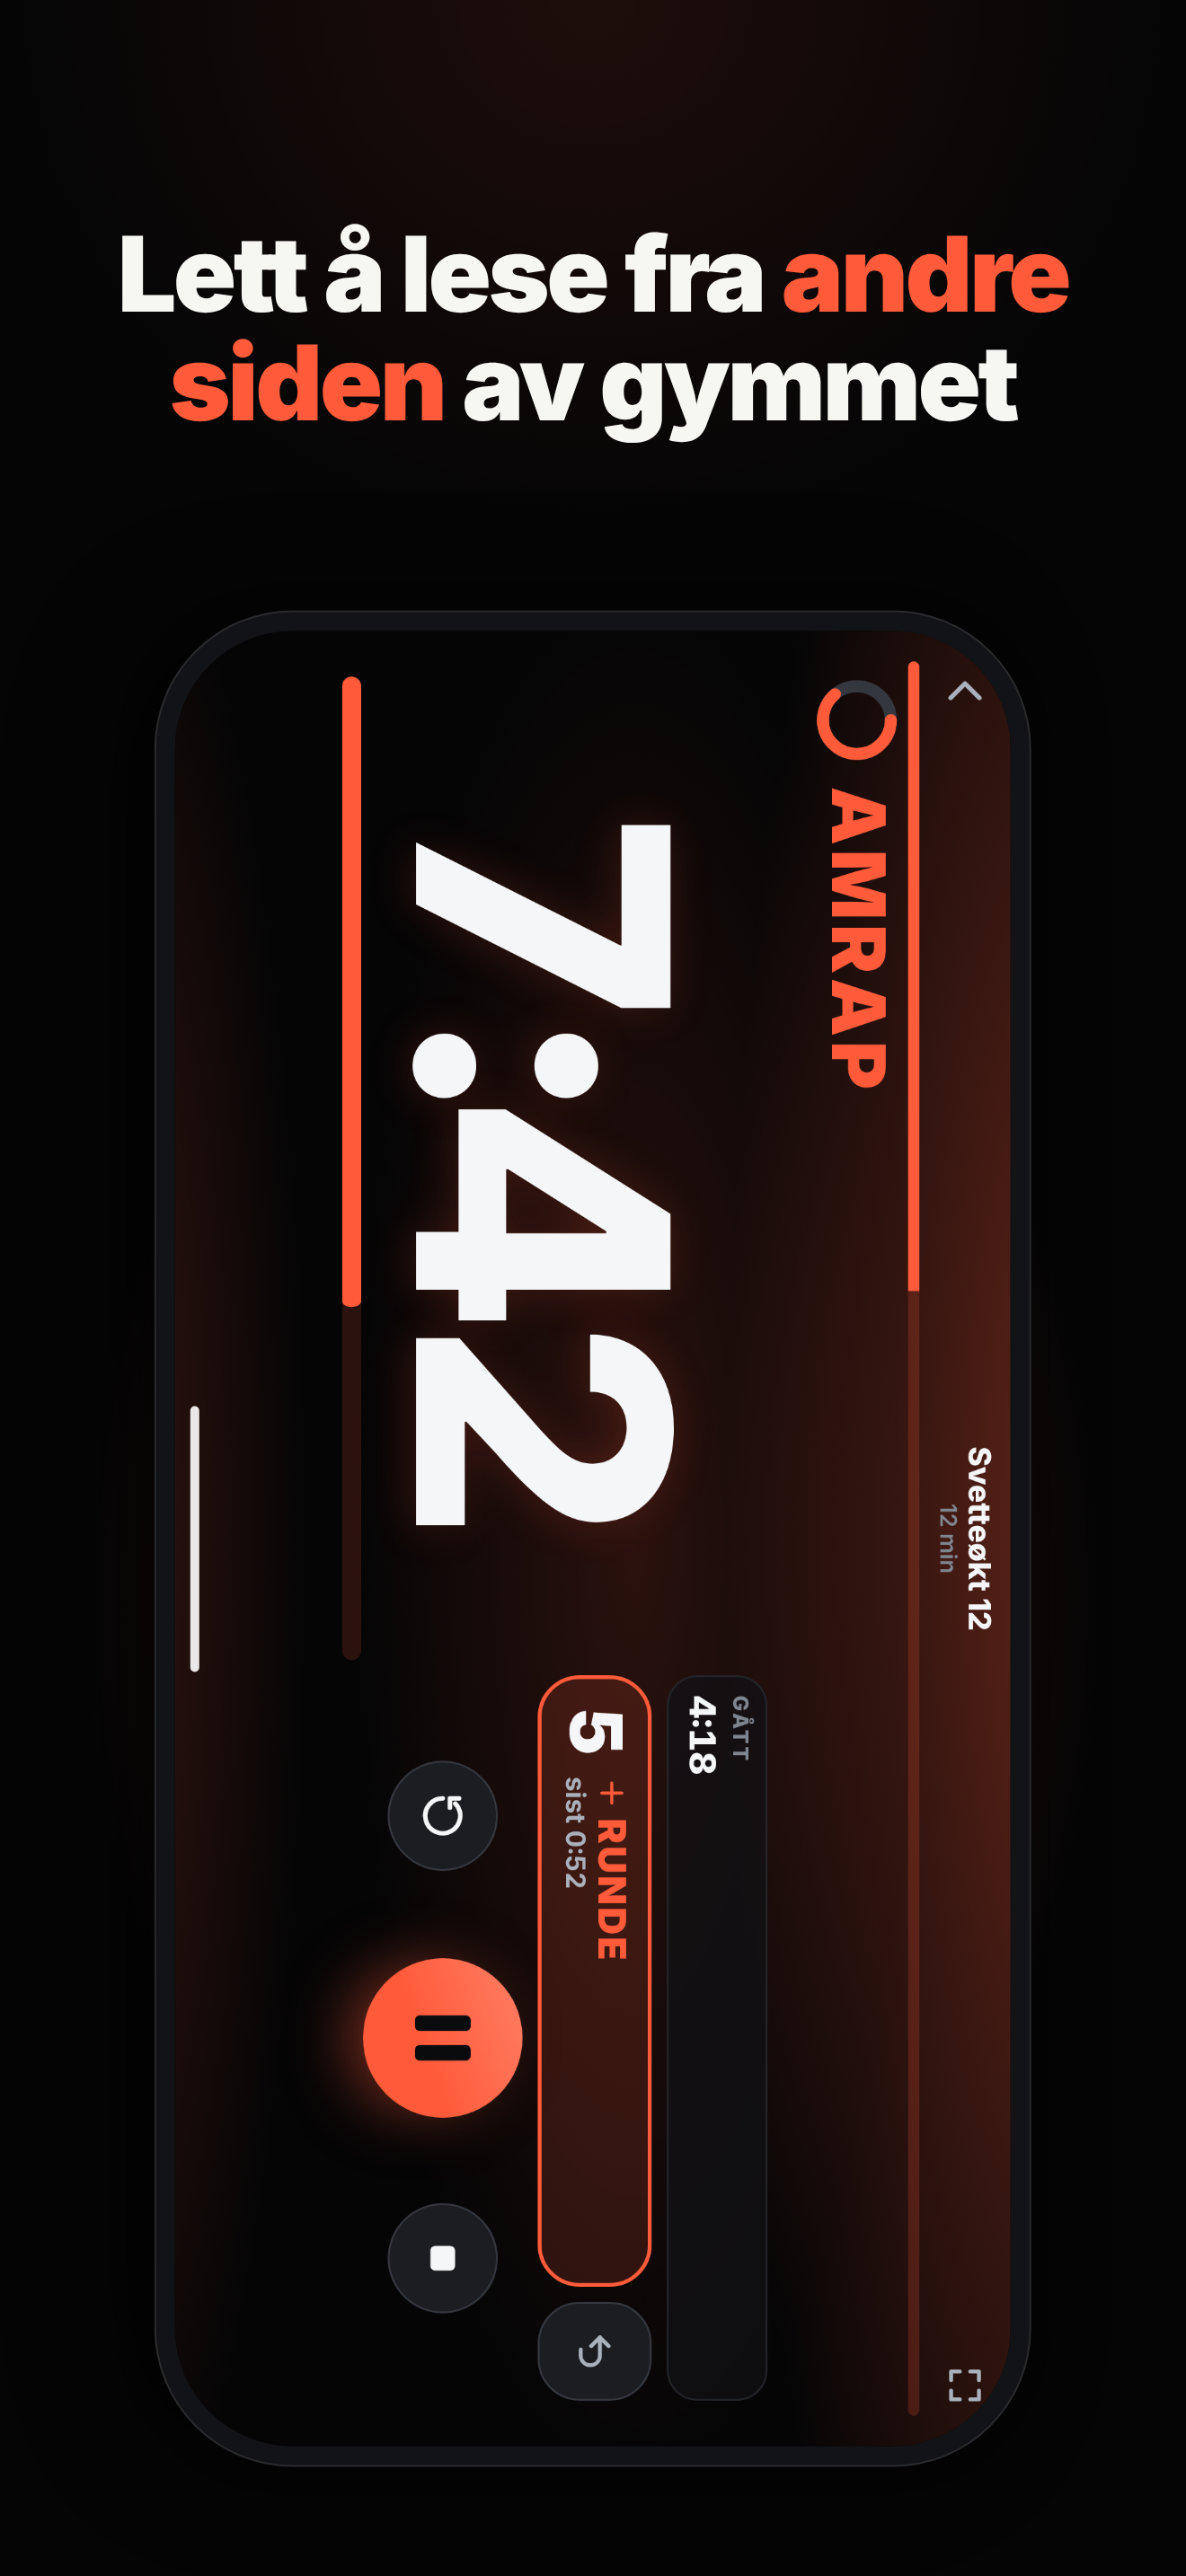 Lett å lese fra andre
siden av gymmet
Svetteøkt 12
12 min
AMRAP
7:42
GÅTT
4:18
5
+ RUNDE
sist 0:52